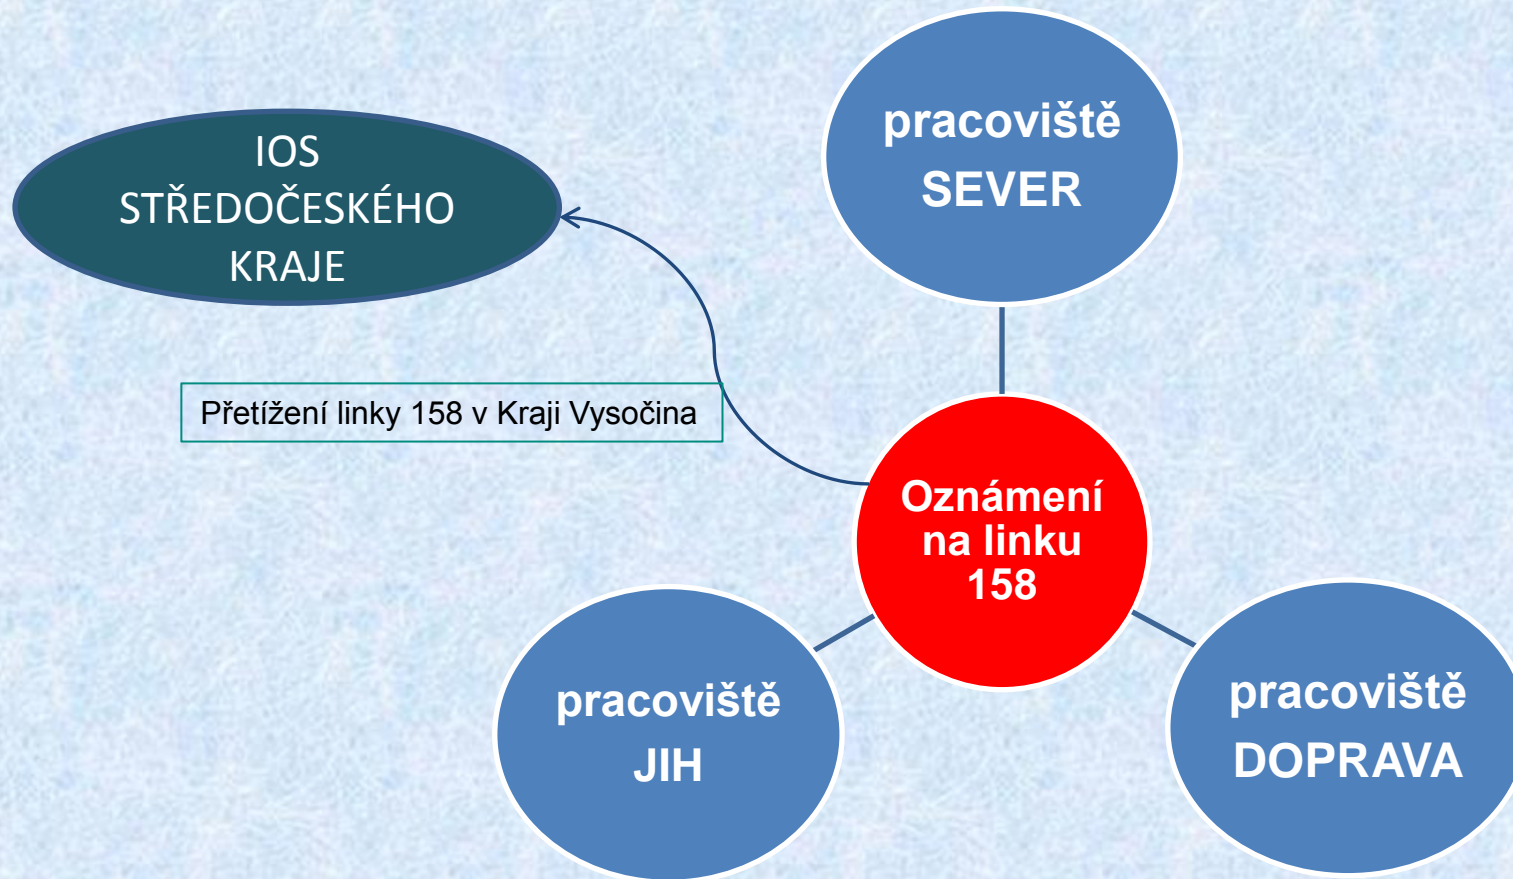 pracoviště
SEVER
IOS
STŘEDOČESKÉHO
KRAJE
Přetížení linky 158 v Kraji Vysočina
Oznámení
na linku
158
pracoviště
JIH
pracoviště
DOPRAVA